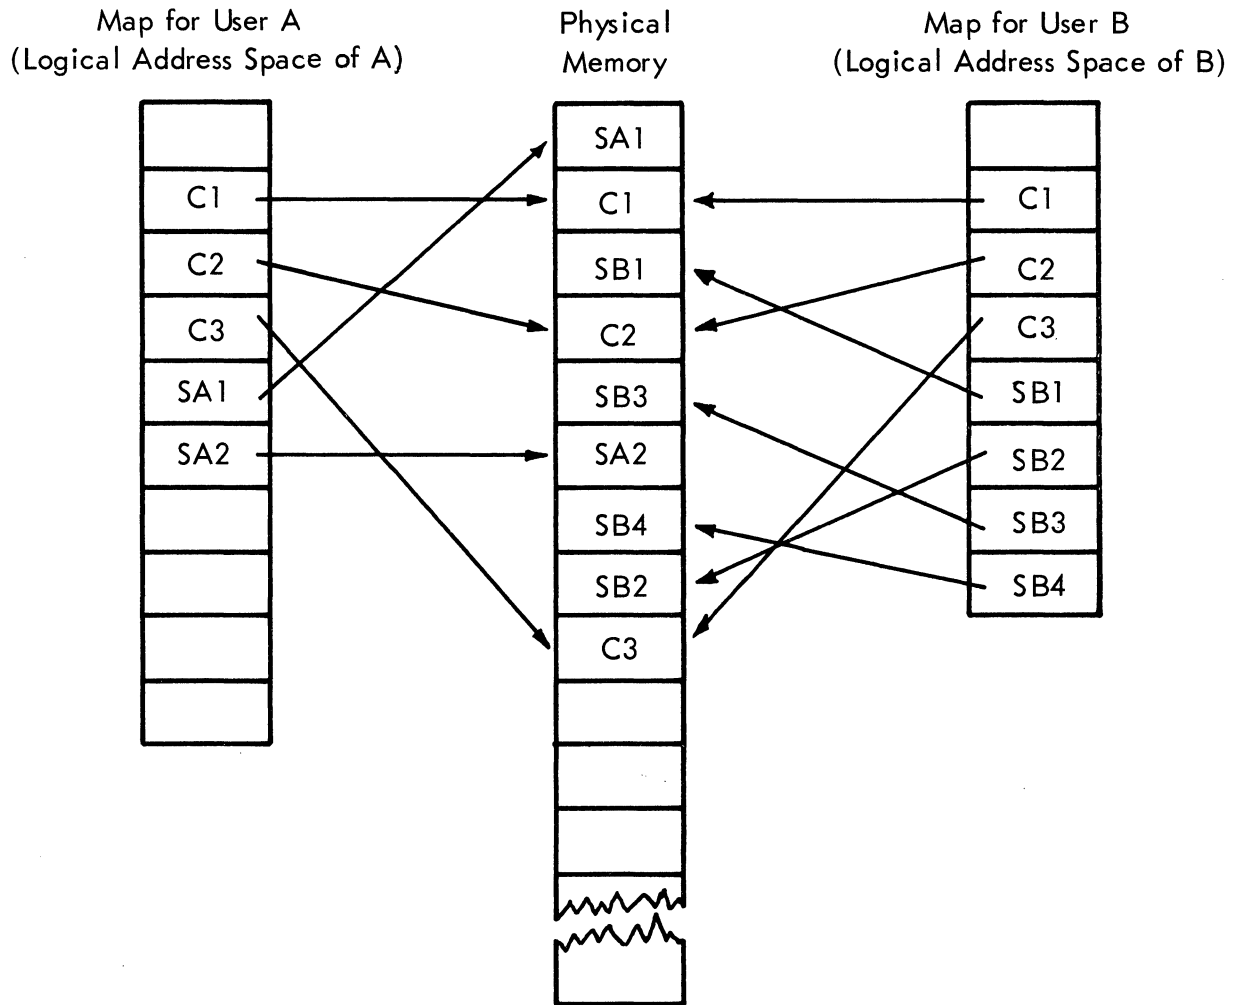 Map for User A
(Logical Address Space of A)
C1
C2
C3
SA1
SA2
Physical
Memory
SA1
C1
SB1
C2
SB3
SA2
SB4
SB2
C3
Map for User B
(Logical Address Space of B)
C1
C2
C3
SB1
SB2
SB3
SB4